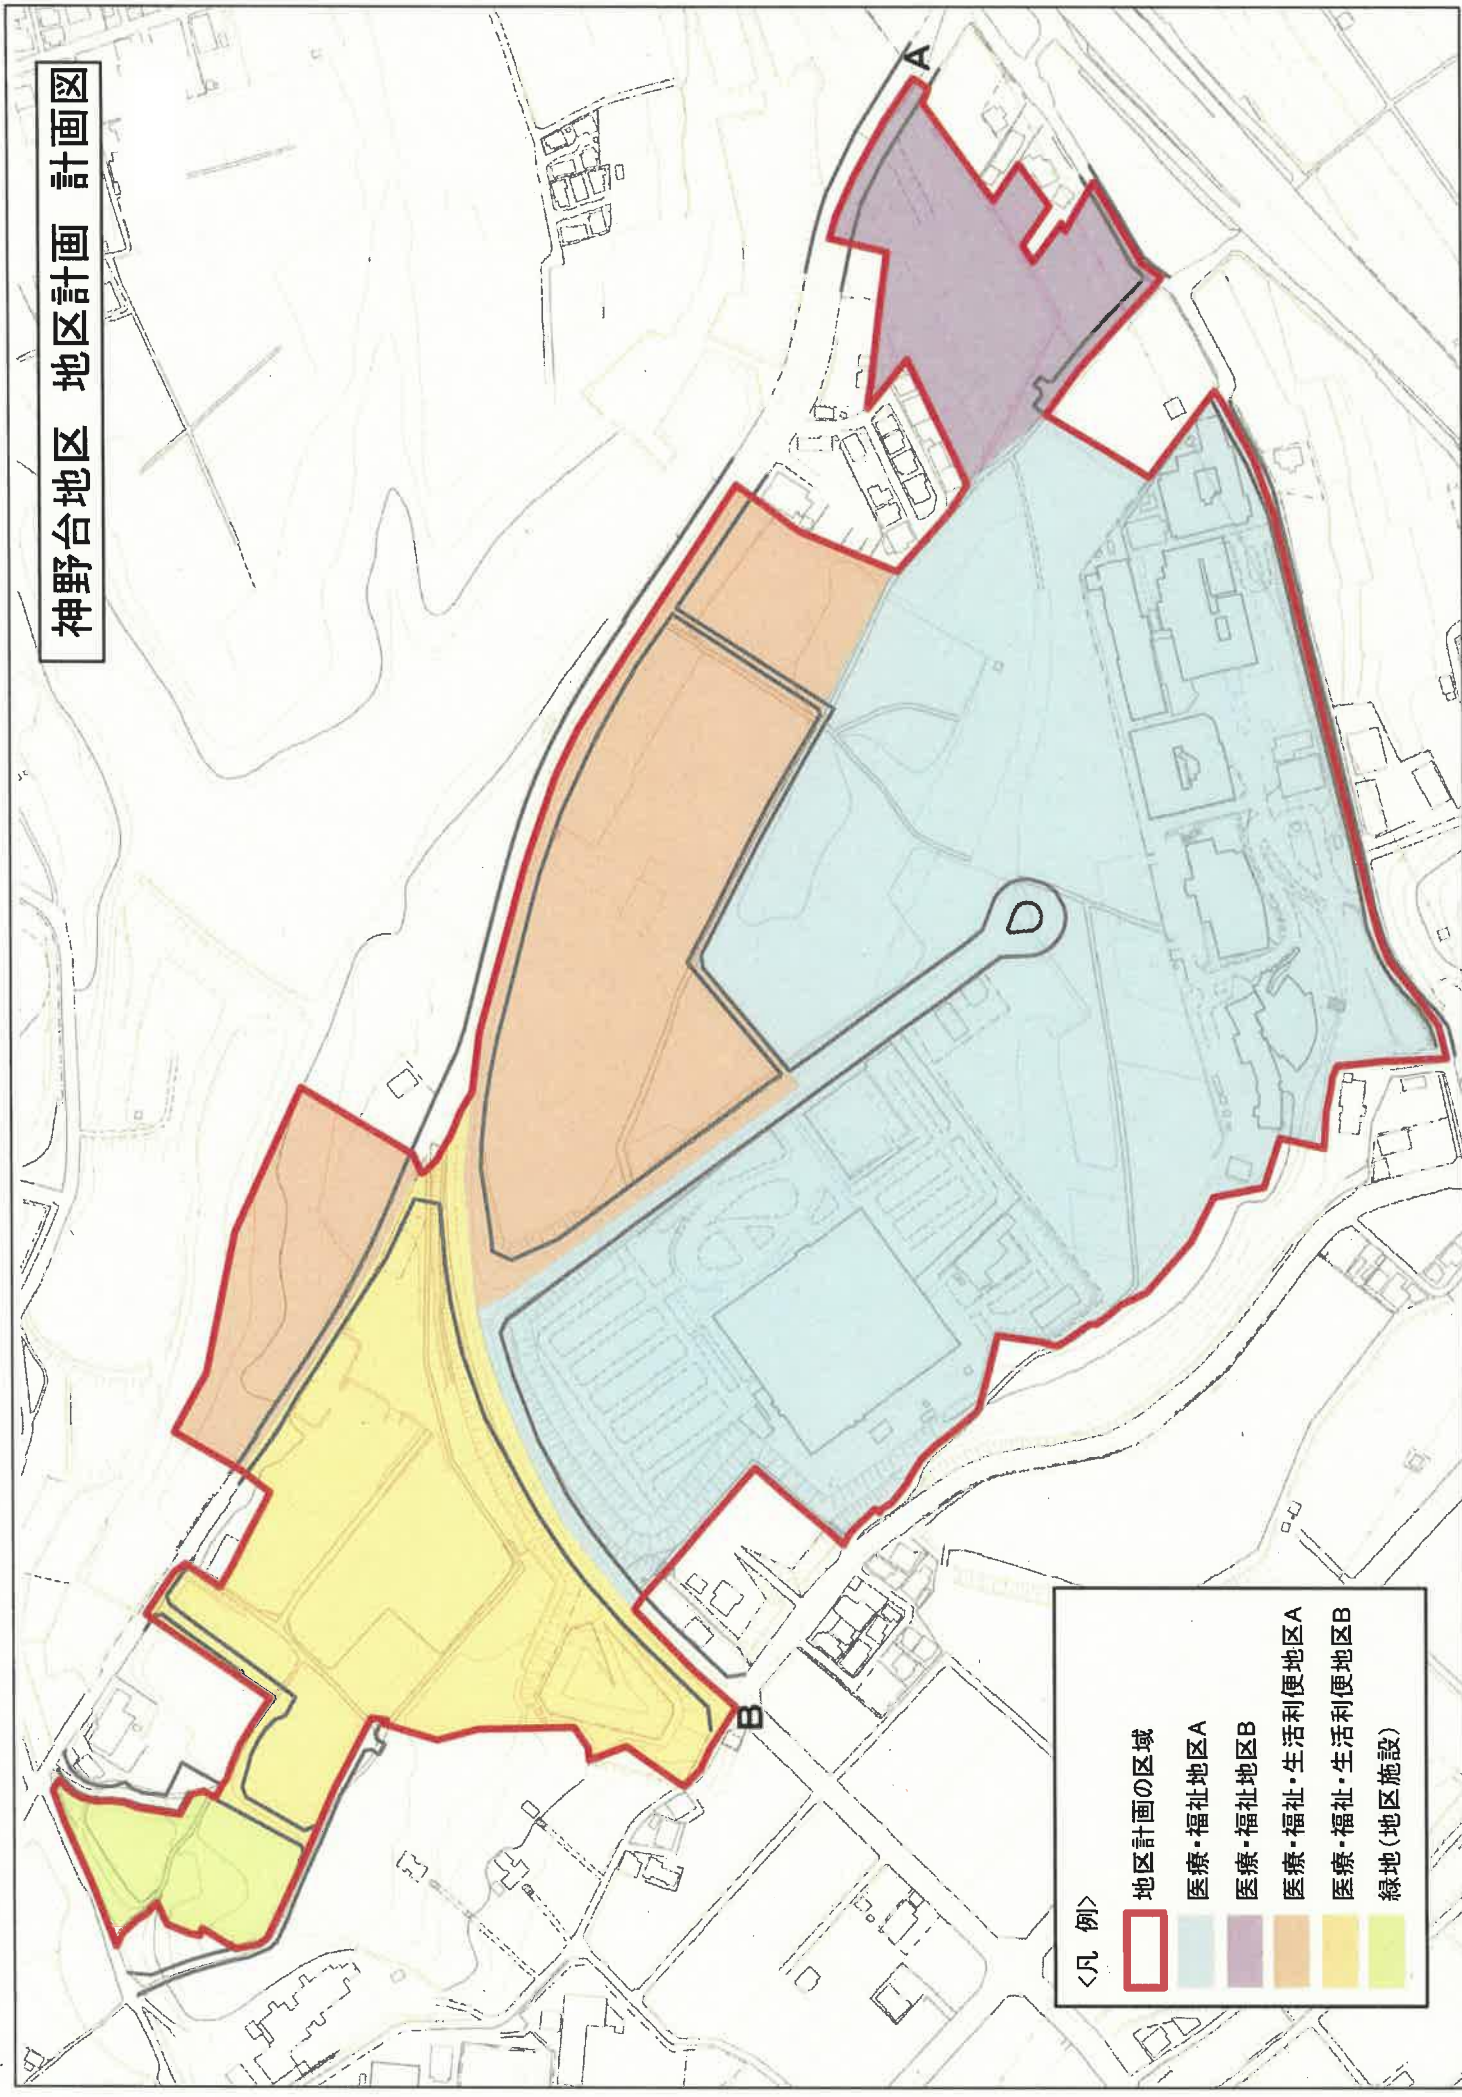 神野台地区 地区計画 計画図
A
B
<凡 例>
地区計画の区域
医療・福祉地区A
医療・福祉地区B
医療・福祉・生活利便地区A
医療・福祉・生活利便地区B
緑地(地区施設)